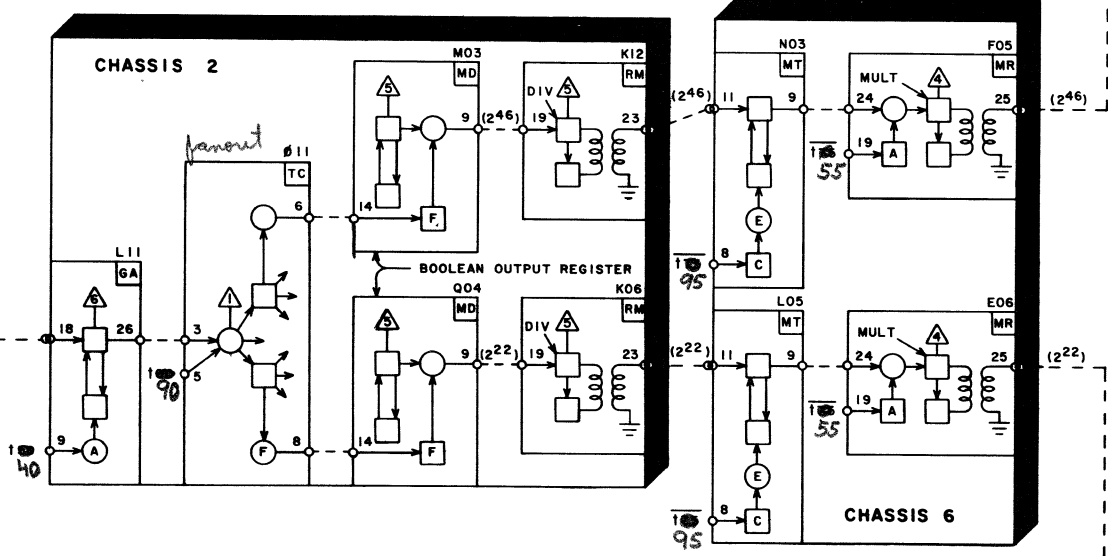 CHASSIS 2
M03
MD
5
9
(2^46)
14
F
K12
RM
DIV
5
19
23
(2^46)
N03
MT
11
9
E
8
C
95
F05
MR
MULT
4
24
25
(2^46)
19
A
55
fanout
Ø11
TC
6
1
3
5
90
F
8
L11
GA
6
18
26
9
A
40
BOOLEAN OUTPUT REGISTER
Q04
MD
5
9
(2^22)
14
F
K06
RM
DIV
5
19
23
(2^22)
L05
MT
11
9
E
8
C
95
E06
MR
MULT
4
24
25
(2^22)
19
A
55
CHASSIS 6